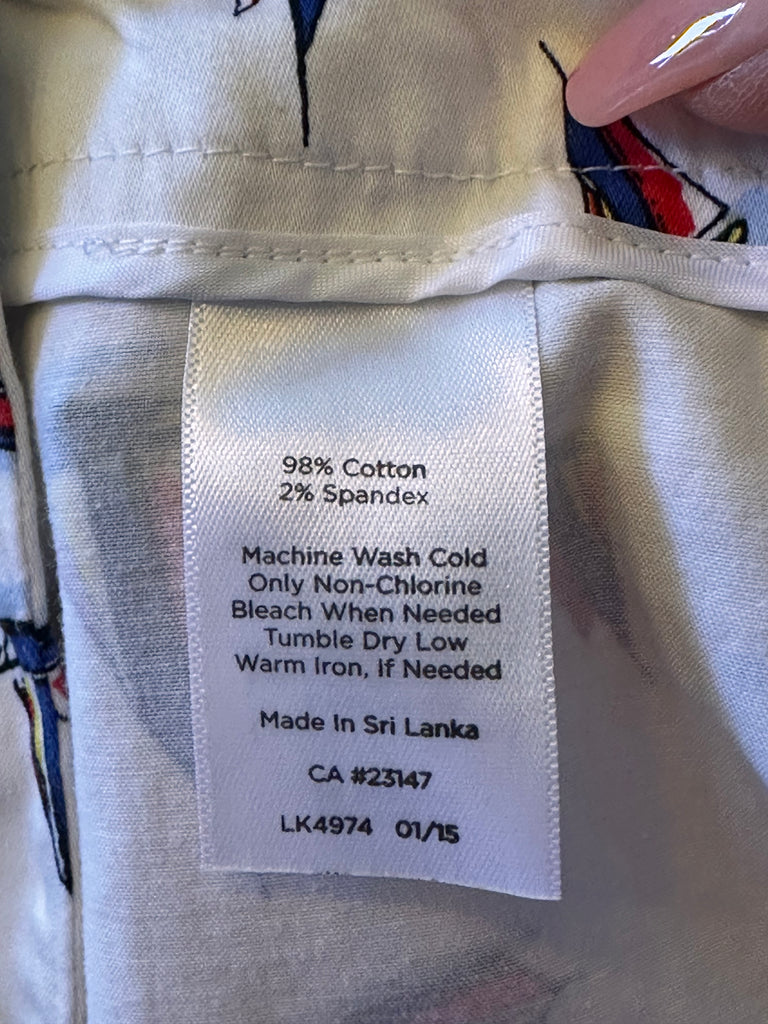 98% Cotton
2% Spandex
Machine Wash Cold
Only Non-Chlorine
Bleach When Needed
Tumble Dry Low
Warm Iron, If Needed
Made In Sri Lanka
CA #23147
LK4974 01/15